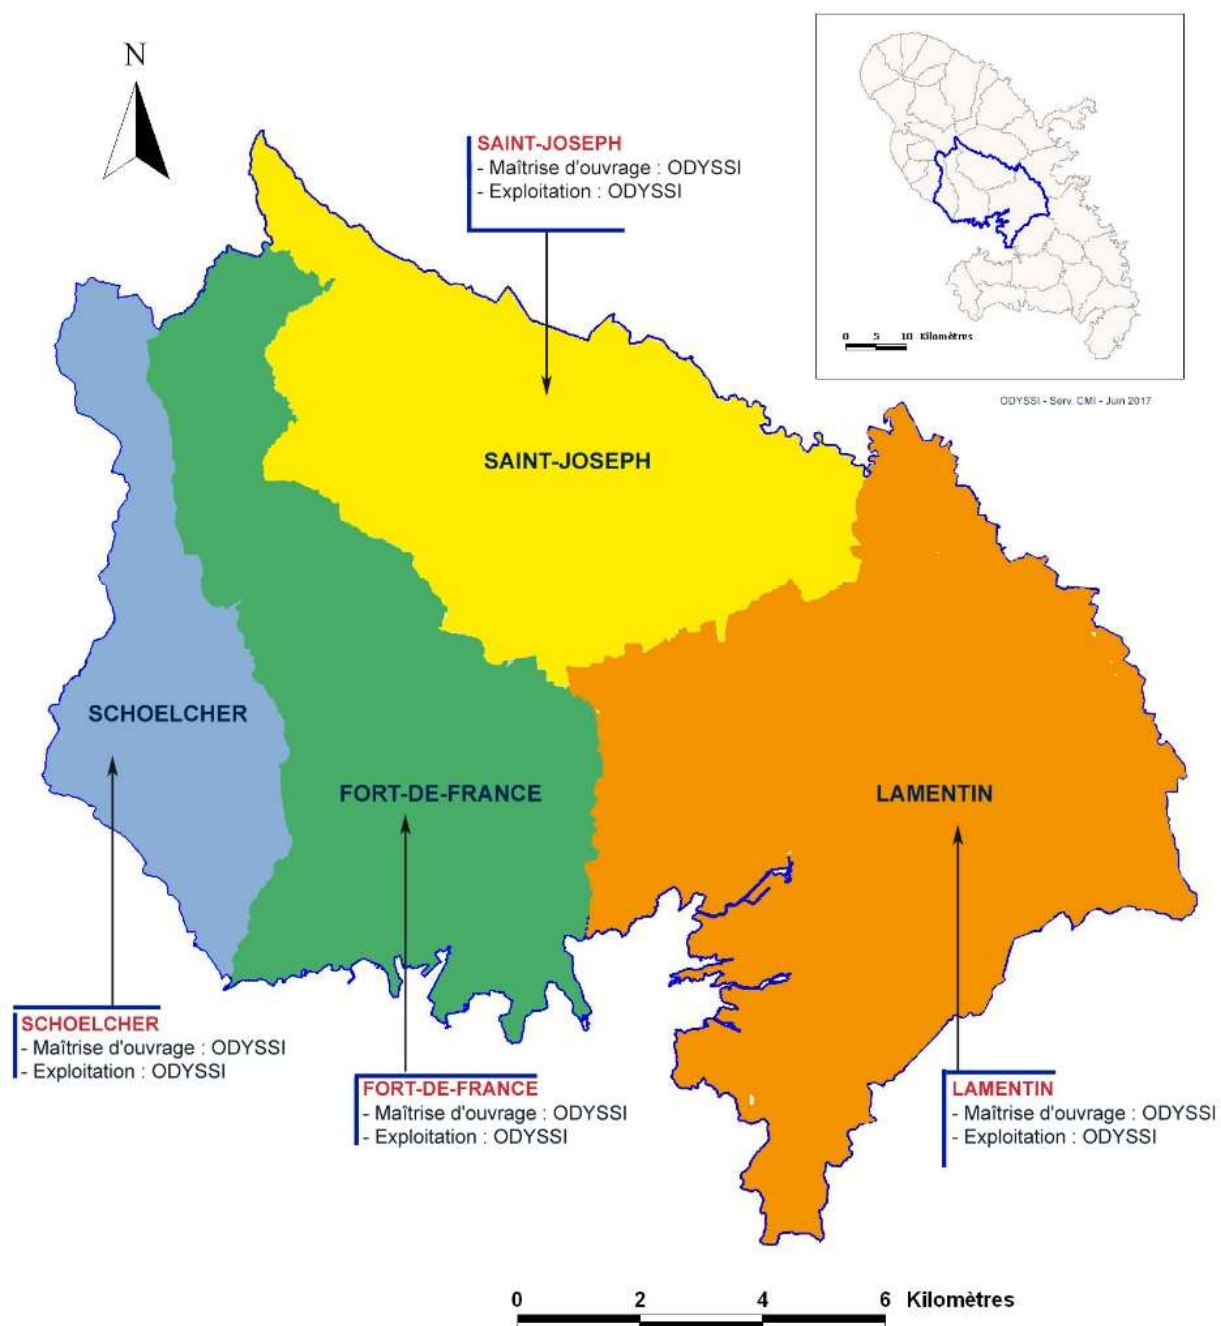 N
SAINT-JOSEPH
- Maîtrise d'ouvrage : ODYSSI
- Exploitation : ODYSSI
0 5 10 Kilomètres
ODYSSI - Serv. CMI - Juin 2017
SAINT-JOSEPH
SCHOELCHER
FORT-DE-FRANCE
LAMENTIN
SCHOELCHER
- Maîtrise d'ouvrage : ODYSSI
- Exploitation : ODYSSI
FORT-DE-FRANCE
- Maîtrise d'ouvrage : ODYSSI
- Exploitation : ODYSSI
LAMENTIN
- Maîtrise d'ouvrage : ODYSSI
- Exploitation : ODYSSI
0 2 4 6 Kilomètres